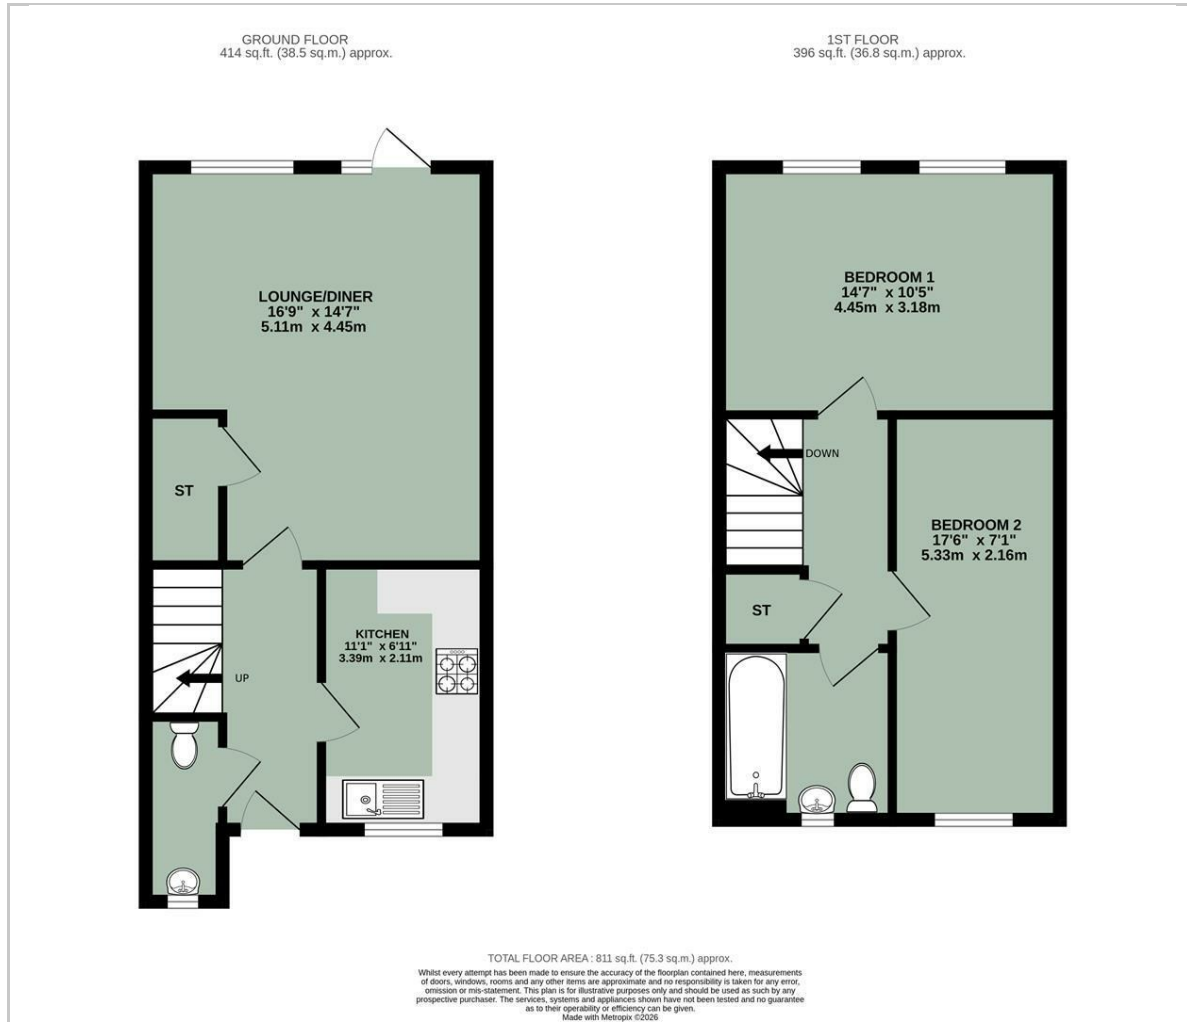 GROUND FLOOR
414 sq.ft. (38.5 sq.m.) approx.
1ST FLOOR
396 sq.ft. (36.8 sq.m.) approx.
LOUNGE/DINER
16'9" x 14'7"
5.11m x 4.45m
ST
KITCHEN
11'1" x 6'11"
3.39m x 2.11m
UP
BEDROOM 1
14'7" x 10'5"
4.45m x 3.18m
DOWN
BEDROOM 2
17'6" x 7'1"
5.33m x 2.16m
ST
TOTAL FLOOR AREA : 811 sq.ft. (75.3 sq.m.) approx.
Whilst every attempt has been made to ensure the accuracy of the floorplan contained here, measurements
of doors, windows, rooms and any other items are approximate and no responsibility is taken for any error,
omission or mis-statement. This plan is for illustrative purposes only and should be used as such by any
prospective purchaser. The services, systems and appliances shown have not been tested and no guarantee
as to their operability or efficiency can be given.
Made with Metropix ©2026